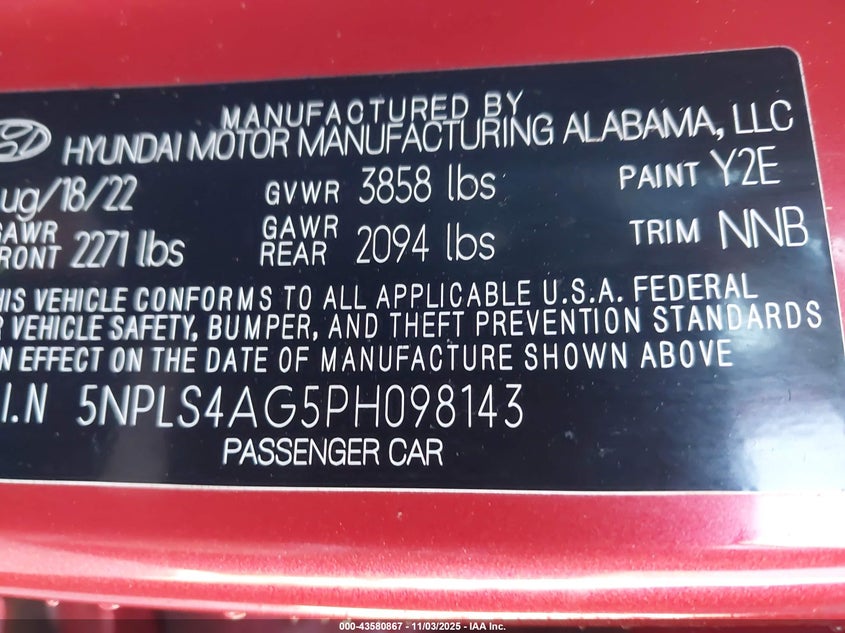 MANUFACTURED BY
HYUNDAI MOTOR MANUFACTURING ALABAMA, LLC
ug/18/22 GVWR 3858 lbs PAINT Y2E
GAWR FRONT 2271 lbs GAWR REAR 2094 lbs TRIM NNB
HIS VEHICLE CONFORMS TO ALL APPLICABLE U.S.A. FEDERAL
R VEHICLE SAFETY, BUMPER, AND THEFT PREVENTION STANDARDS
N EFFECT ON THE DATE OF MANUFACTURE SHOWN ABOVE
.I.N 5NPLS4AG5PH098143
PASSENGER CAR
000-43580867 - 11/03/2025 - IAA Inc.